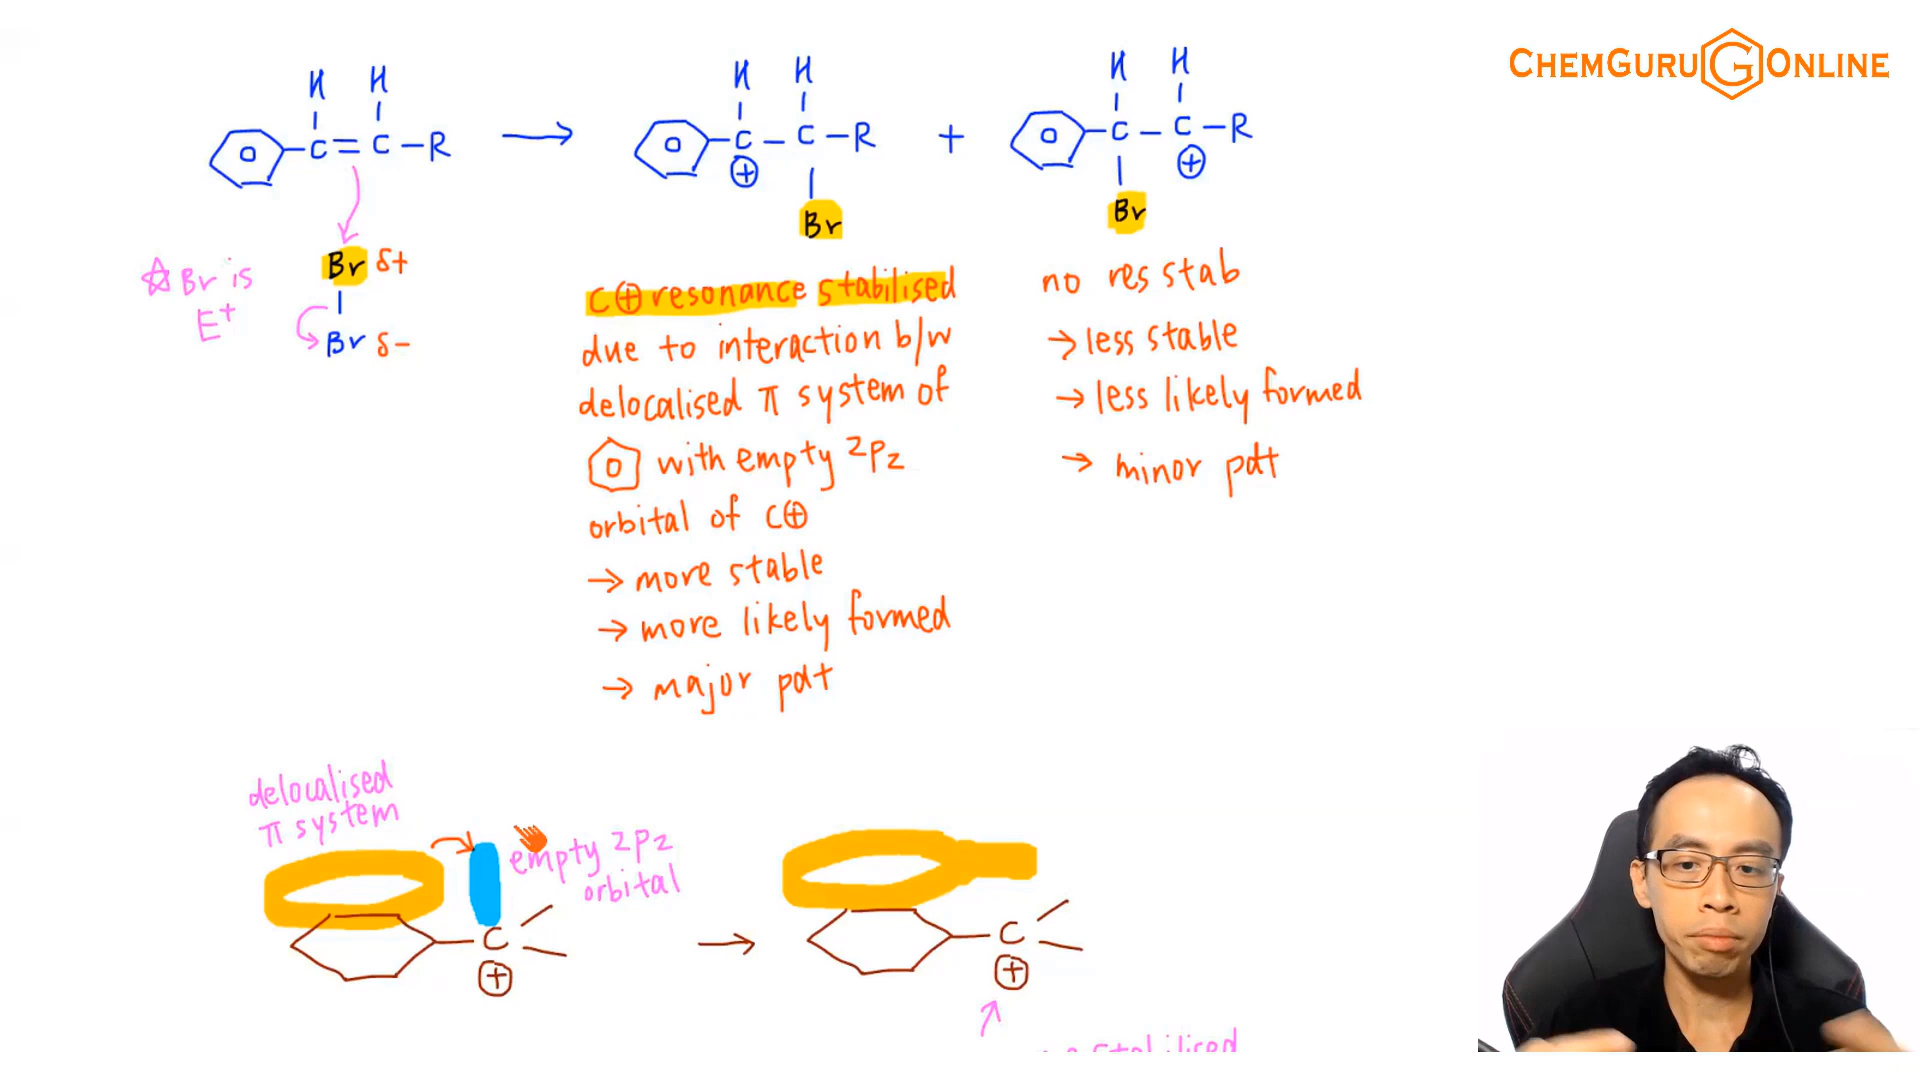 CHEMGURU G ONLINE
H H
C = C – R
→
H H
C – C – R
⊕
Br
+
H H
C – C – R
⊕
Br
☆ Br is
E+
Br δ+
Br δ−
C⊕ resonance stabilised
due to interaction b/w
delocalised π system of
with empty 2Pz
orbital of C⊕
→ more stable
→ more likely formed
→ major pdt
no res stab
→ less stable
→ less likely formed
→ minor pdt
delocalised
π system
empty 2Pz
orbital
C
⊕
→
C
⊕
stabilised